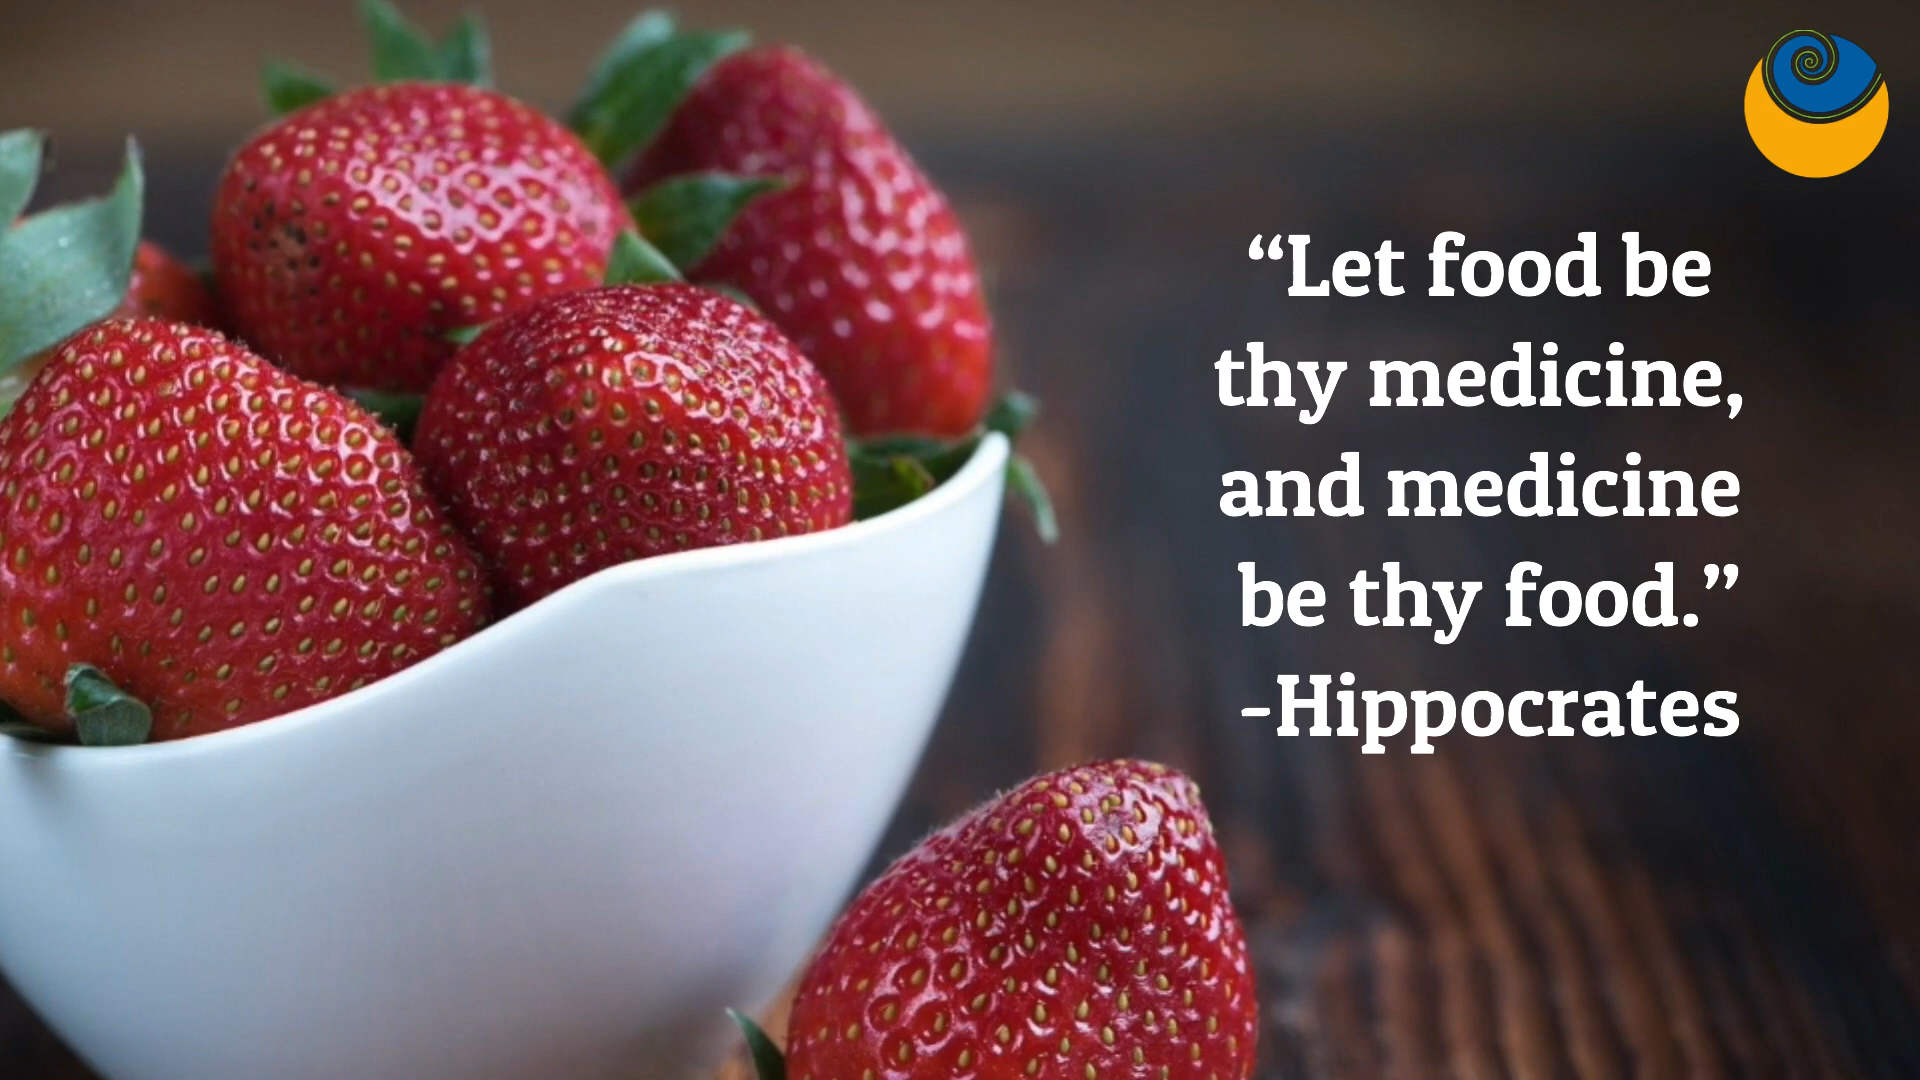 “Let food be
thy medicine,
and medicine
be thy food.”
-Hippocrates